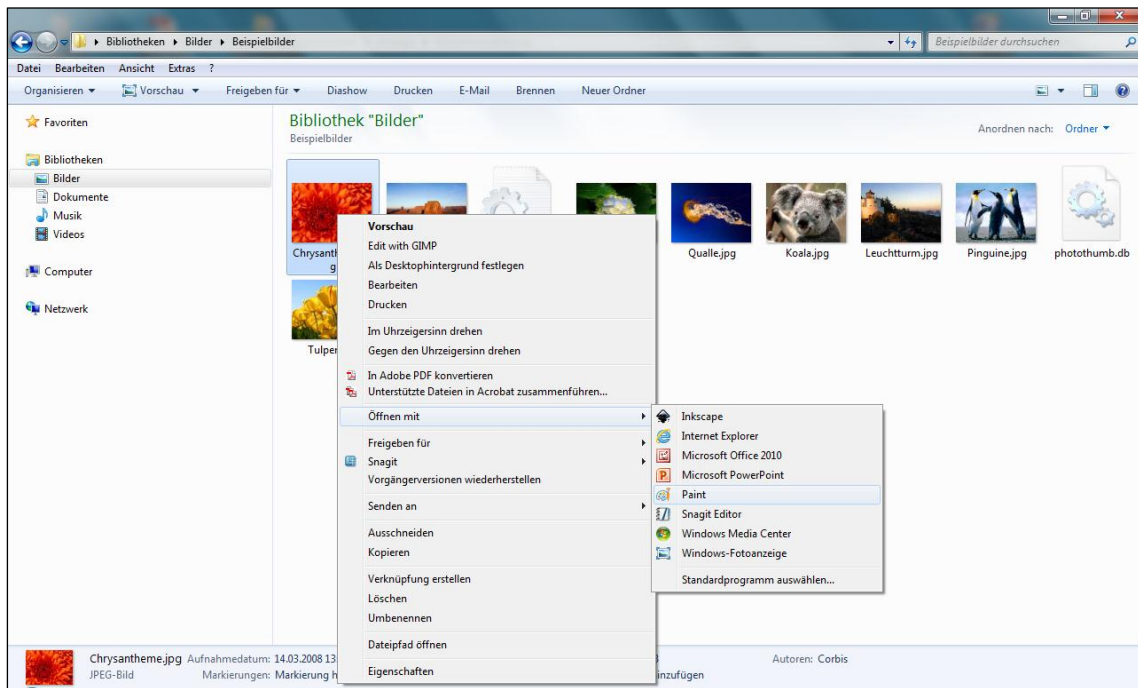 Bibliotheken ▸ Bilder ▸ Beispielbilder
Beispielbilder durchsuchen
Datei Bearbeiten Ansicht Extras ?
Organisieren Vorschau Freigeben für Diashow Drucken E-Mail Brennen Neuer Ordner
Favoriten
Bibliotheken
Bilder
Dokumente
Musik
Videos
Computer
Netzwerk
Bibliothek "Bilder"
Beispielbilder
Anordnen nach: Ordner
Qualle.jpg Koala.jpg Leuchtturm.jpg Pinguine.jpg photothumb.db
Vorschau
Edit with GIMP
Als Desktophintergrund festlegen
Bearbeiten
Drucken
Im Uhrzeigersinn drehen
Gegen den Uhrzeigersinn drehen
In Adobe PDF konvertieren
Unterstützte Dateien in Acrobat zusammenführen...
Öffnen mit
Freigeben für
Snagit
Vorgängerversionen wiederherstellen
Senden an
Ausschneiden
Kopieren
Verknüpfung erstellen
Löschen
Umbenennen
Dateipfad öffnen
Eigenschaften
Inkscape
Internet Explorer
Microsoft Office 2010
Microsoft PowerPoint
Paint
Snagit Editor
Windows Media Center
Windows-Fotoanzeige
Standardprogramm auswählen...
Chrysantheme.jpg Aufnahmedatum: 14.03.2008 13: Autoren: Corbis
JPEG-Bild Markierungen: Markierung